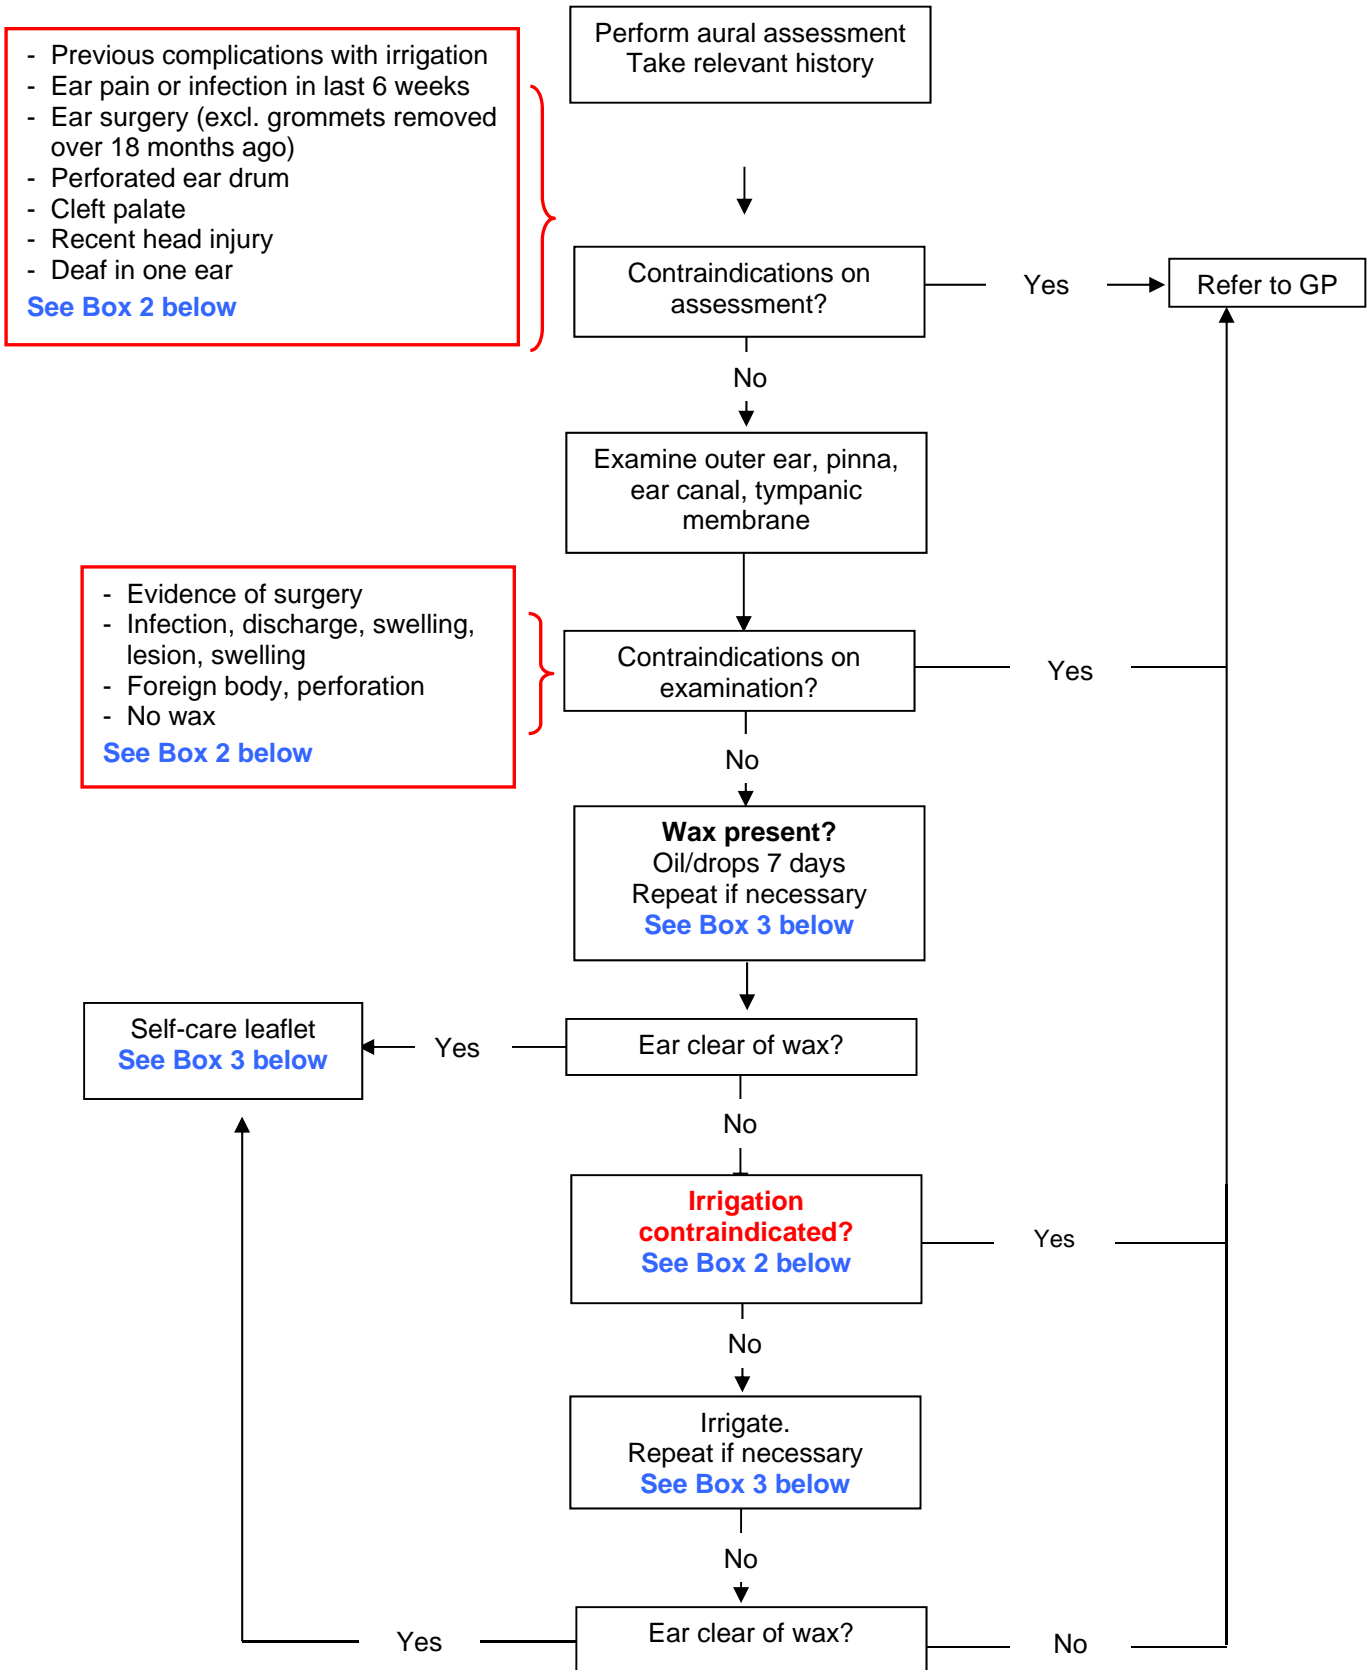 Perform aural assessment
Take relevant history
- Previous complications with irrigation
- Ear pain or infection in last 6 weeks
- Ear surgery (excl. grommets removed
over 18 months ago)
- Perforated ear drum
- Cleft palate
- Recent head injury
- Deaf in one ear
See Box 2 below
Contraindications on
assessment?
Yes
Refer to GP
No
Examine outer ear, pinna,
ear canal, tympanic
membrane
- Evidence of surgery
- Infection, discharge, swelling,
lesion, swelling
- Foreign body, perforation
- No wax
See Box 2 below
Contraindications on
examination?
Yes
No
Wax present?
Oil/drops 7 days
Repeat if necessary
See Box 3 below
Self-care leaflet
See Box 3 below
Yes
Ear clear of wax?
No
Irrigation
contraindicated?
See Box 2 below
Yes
No
Irrigate.
Repeat if necessary
See Box 3 below
No
Yes
Ear clear of wax?
No